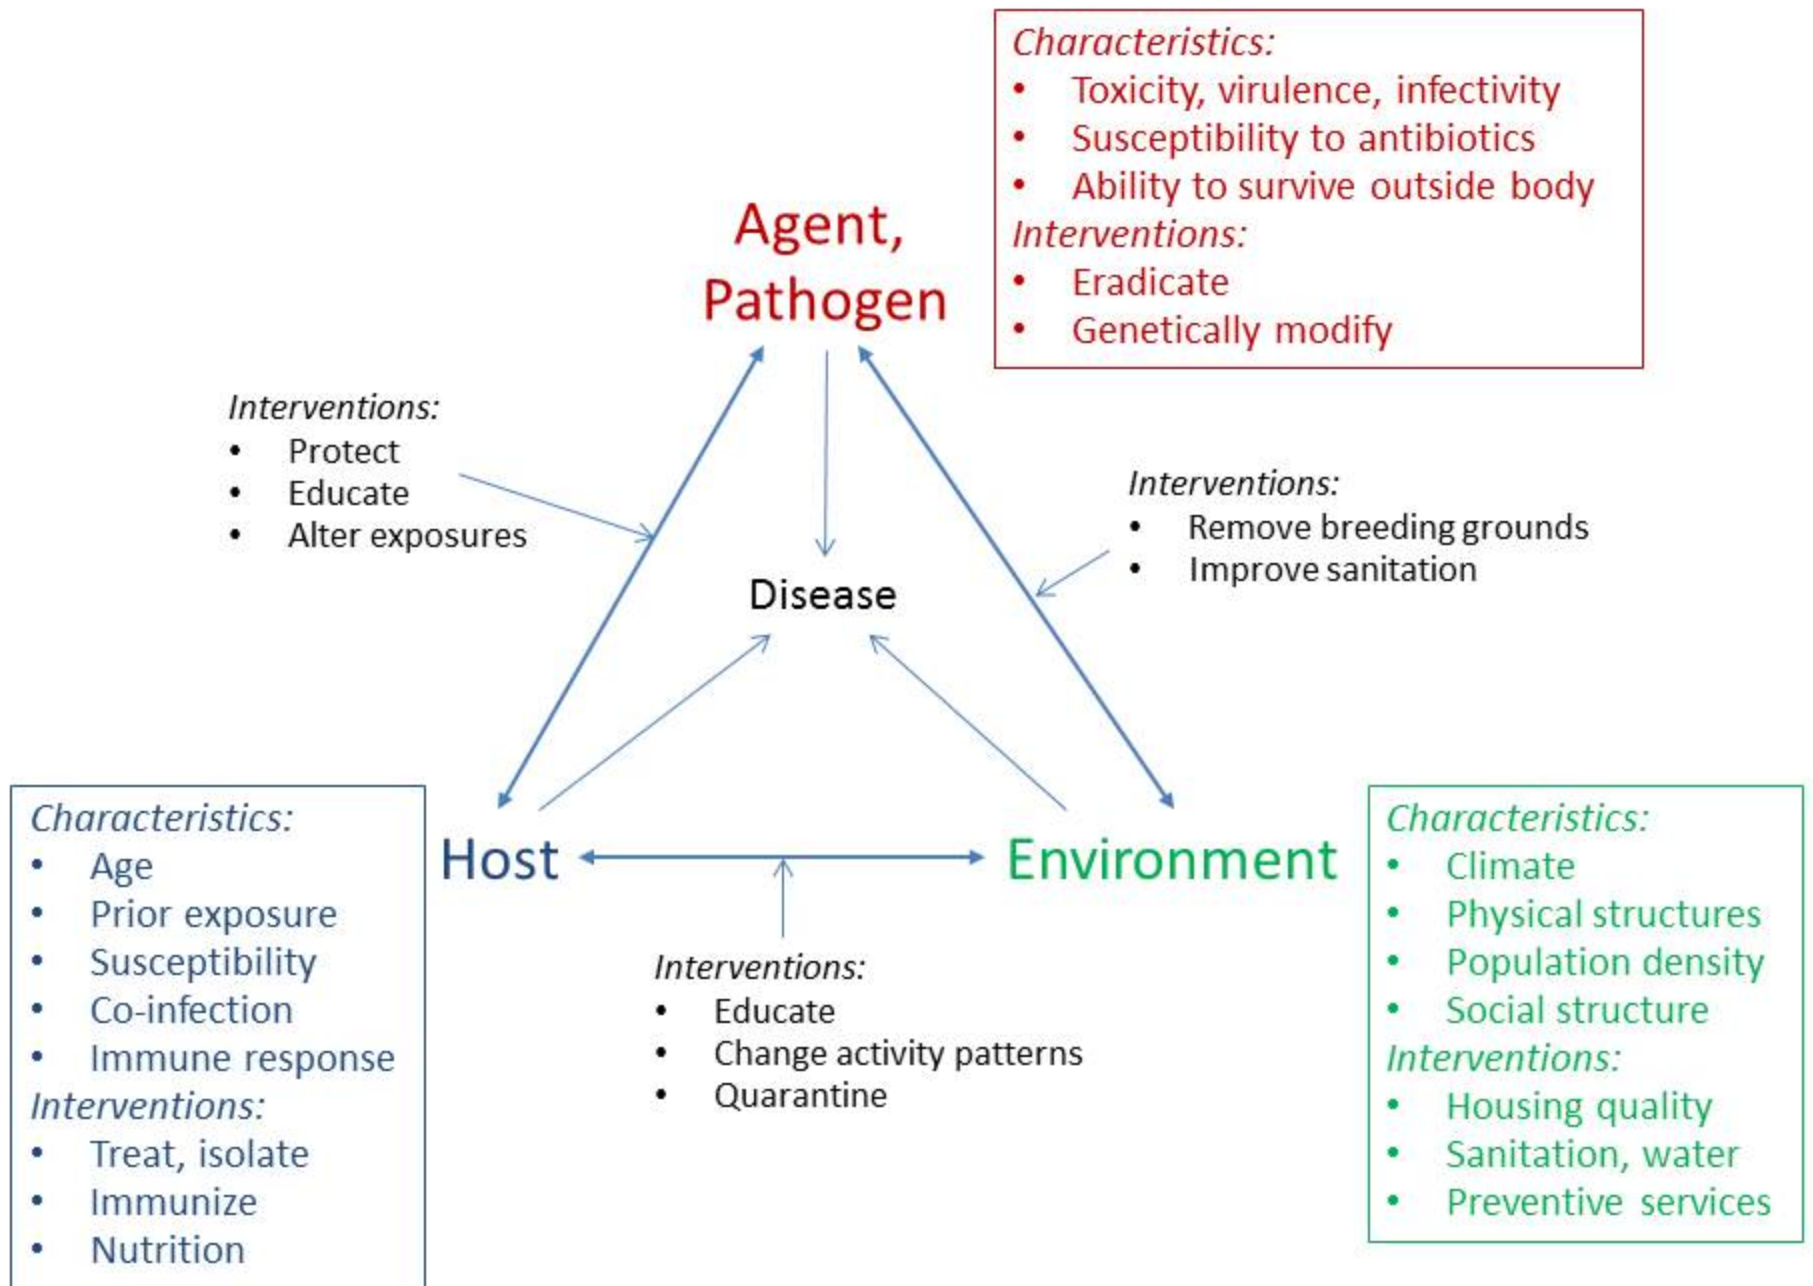 Characteristics:
• Toxicity, virulence, infectivity
• Susceptibility to antibiotics
• Ability to survive outside body
Interventions:
• Eradicate
• Genetically modify
Agent,
Pathogen
Interventions:
• Protect
• Educate
• Alter exposures
Interventions:
• Remove breeding grounds
• Improve sanitation
Disease
Characteristics:
• Age
• Prior exposure
• Susceptibility
• Co-infection
• Immune response
Interventions:
• Treat, isolate
• Immunize
• Nutrition
Host
Environment
Interventions:
• Educate
• Change activity patterns
• Quarantine
Characteristics:
• Climate
• Physical structures
• Population density
• Social structure
Interventions:
• Housing quality
• Sanitation, water
• Preventive services